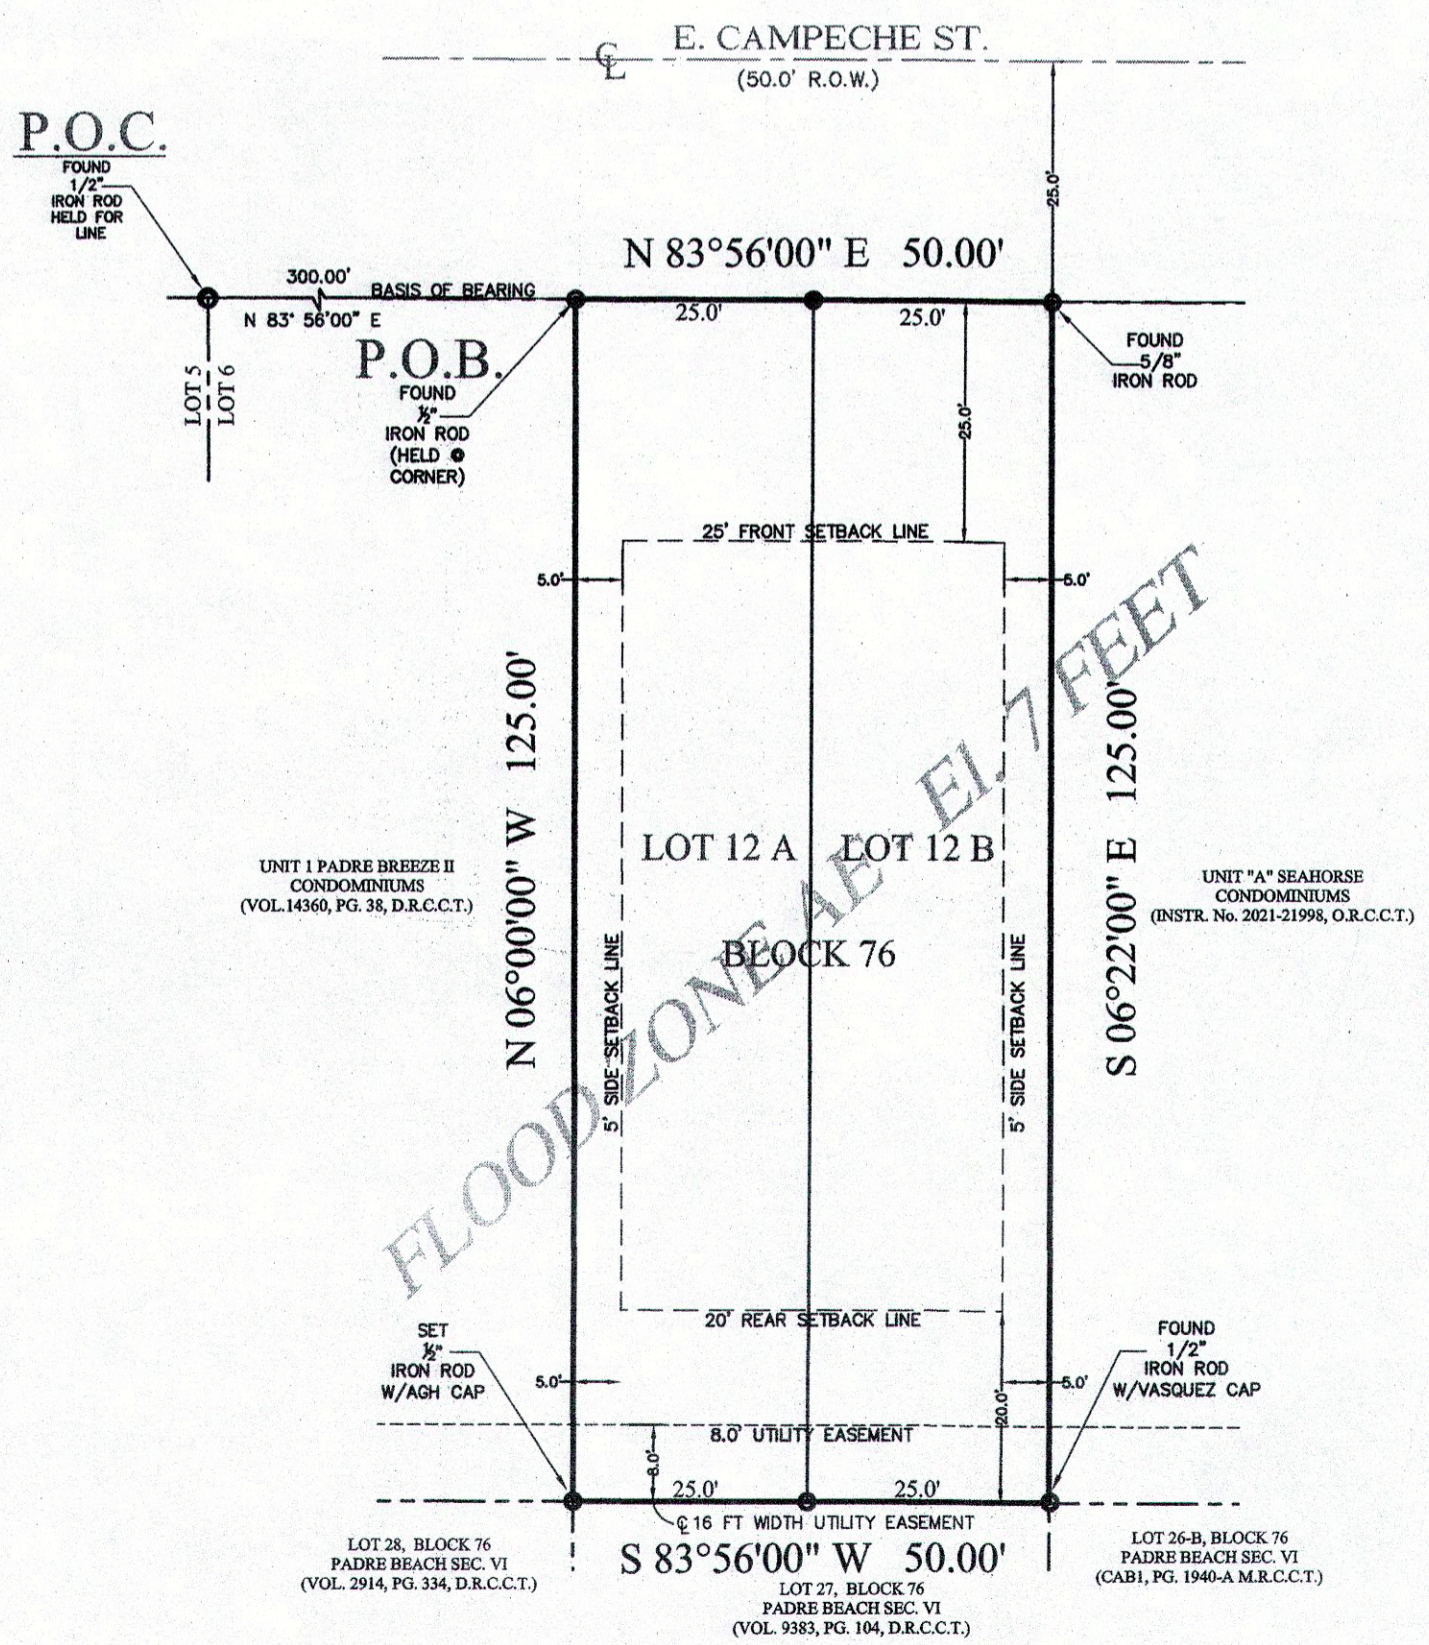 E. CAMPECHE ST.
℄
(50.0' R.O.W.)
P.O.C.
FOUND
1/2"
IRON ROD
HELD FOR
LINE
25.0'
N 83°56'00" E 50.00'
300.00'
BASIS OF BEARING
N 83° 56'00" E
25.0'
25.0'
P.O.B.
FOUND
½"
IRON ROD
(HELD @
CORNER)
FOUND
5/8"
IRON ROD
LOT 5
LOT 6
25.0'
25' FRONT SETBACK LINE
5.0'
5.0'
N 06°00'00" W 125.00'
S 06°22'00" E 125.00'
FLOOD ZONE AE - El. 7 FEET
LOT 12 A
LOT 12 B
BLOCK 76
UNIT 1 PADRE BREEZE II
CONDOMINIUMS
(VOL.14360, PG. 38, D.R.C.C.T.)
UNIT "A" SEAHORSE
CONDOMINIUMS
(INSTR. No. 2021-21998, O.R.C.C.T.)
5' SIDE SETBACK LINE
5' SIDE SETBACK LINE
20' REAR SETBACK LINE
SET
½"
IRON ROD
W/AGH CAP
FOUND
1/2"
IRON ROD
W/VASQUEZ CAP
5.0'
5.0'
20.0'
8.0' UTILITY EASEMENT
8.0'
25.0'
25.0'
℄ 16 FT WIDTH UTILITY EASEMENT
S 83°56'00" W 50.00'
LOT 28, BLOCK 76
PADRE BEACH SEC. VI
(VOL. 2914, PG. 334, D.R.C.C.T.)
LOT 27, BLOCK 76
PADRE BEACH SEC. VI
(VOL. 9383, PG. 104, D.R.C.C.T.)
LOT 26-B, BLOCK 76
PADRE BEACH SEC. VI
(CAB1, PG. 1940-A M.R.C.C.T.)